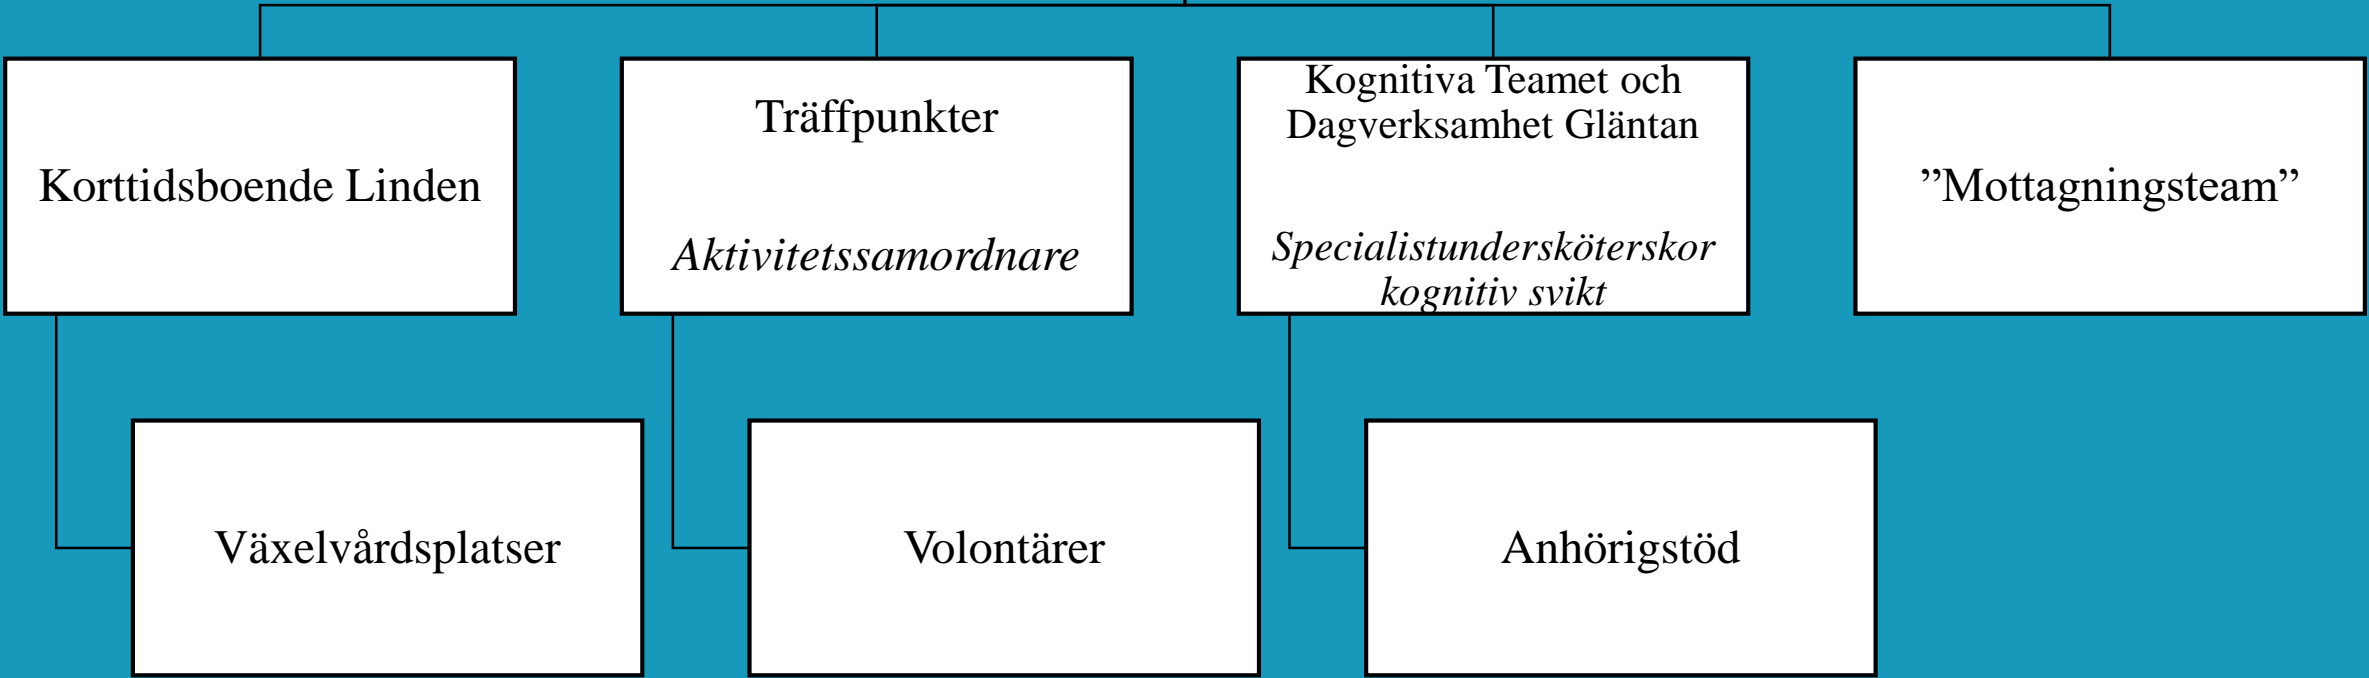 Korttidsboende Linden
Träffpunkter
Aktivitetssamordnare
Kognitiva Teamet och
Dagverksamhet Gläntan
Specialistundersköterskor
kognitiv svikt
”Mottagningsteam”
Växelvårdsplatser
Volontärer
Anhörigstöd